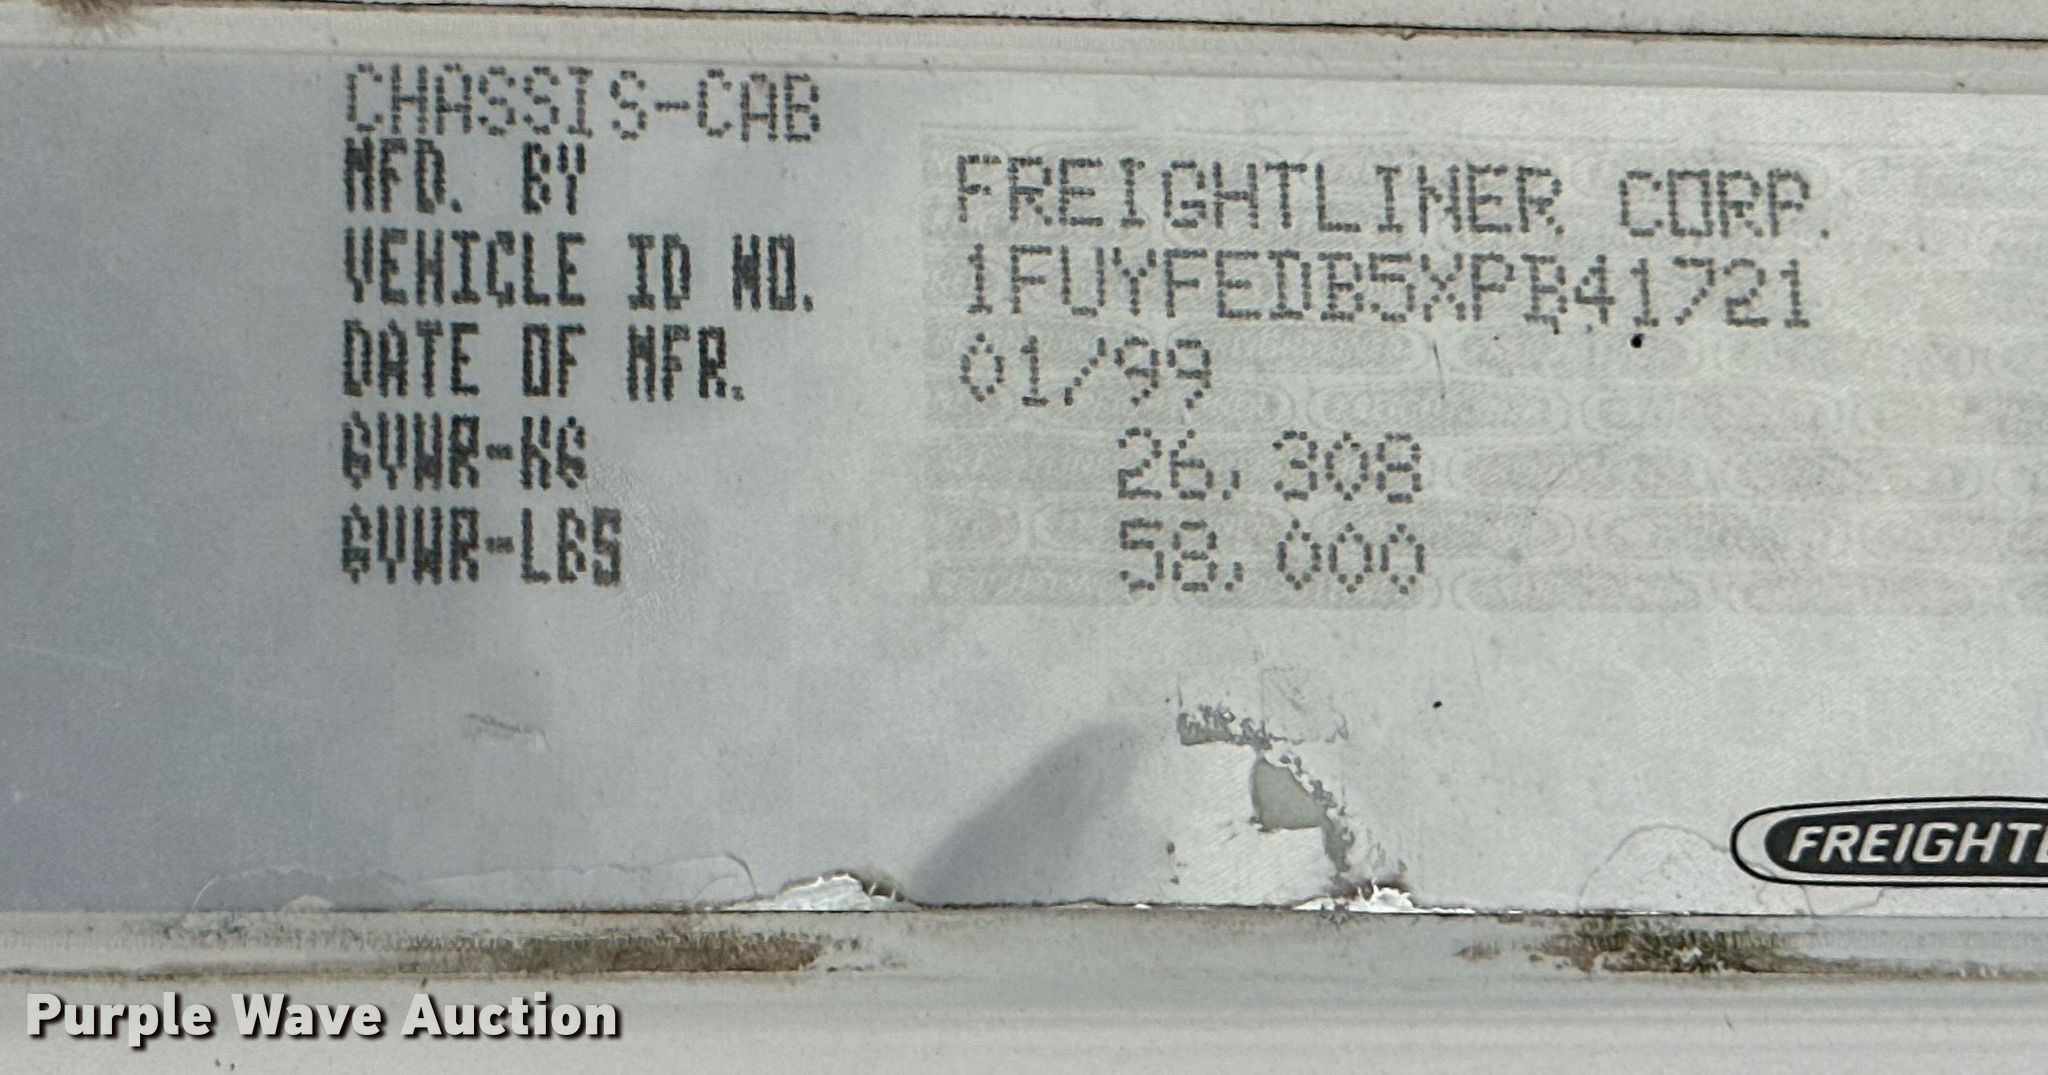 CHASSIS-CAB
MFD. BY FREIGHTLINER CORP.
VEHICLE ID NO. 1FUYFEDB5XPB41721
DATE OF MFR. 01/99
GVWR-KG 26,308
GVWR-LBS 58,000
FREIGHTL
Purple Wave Auction